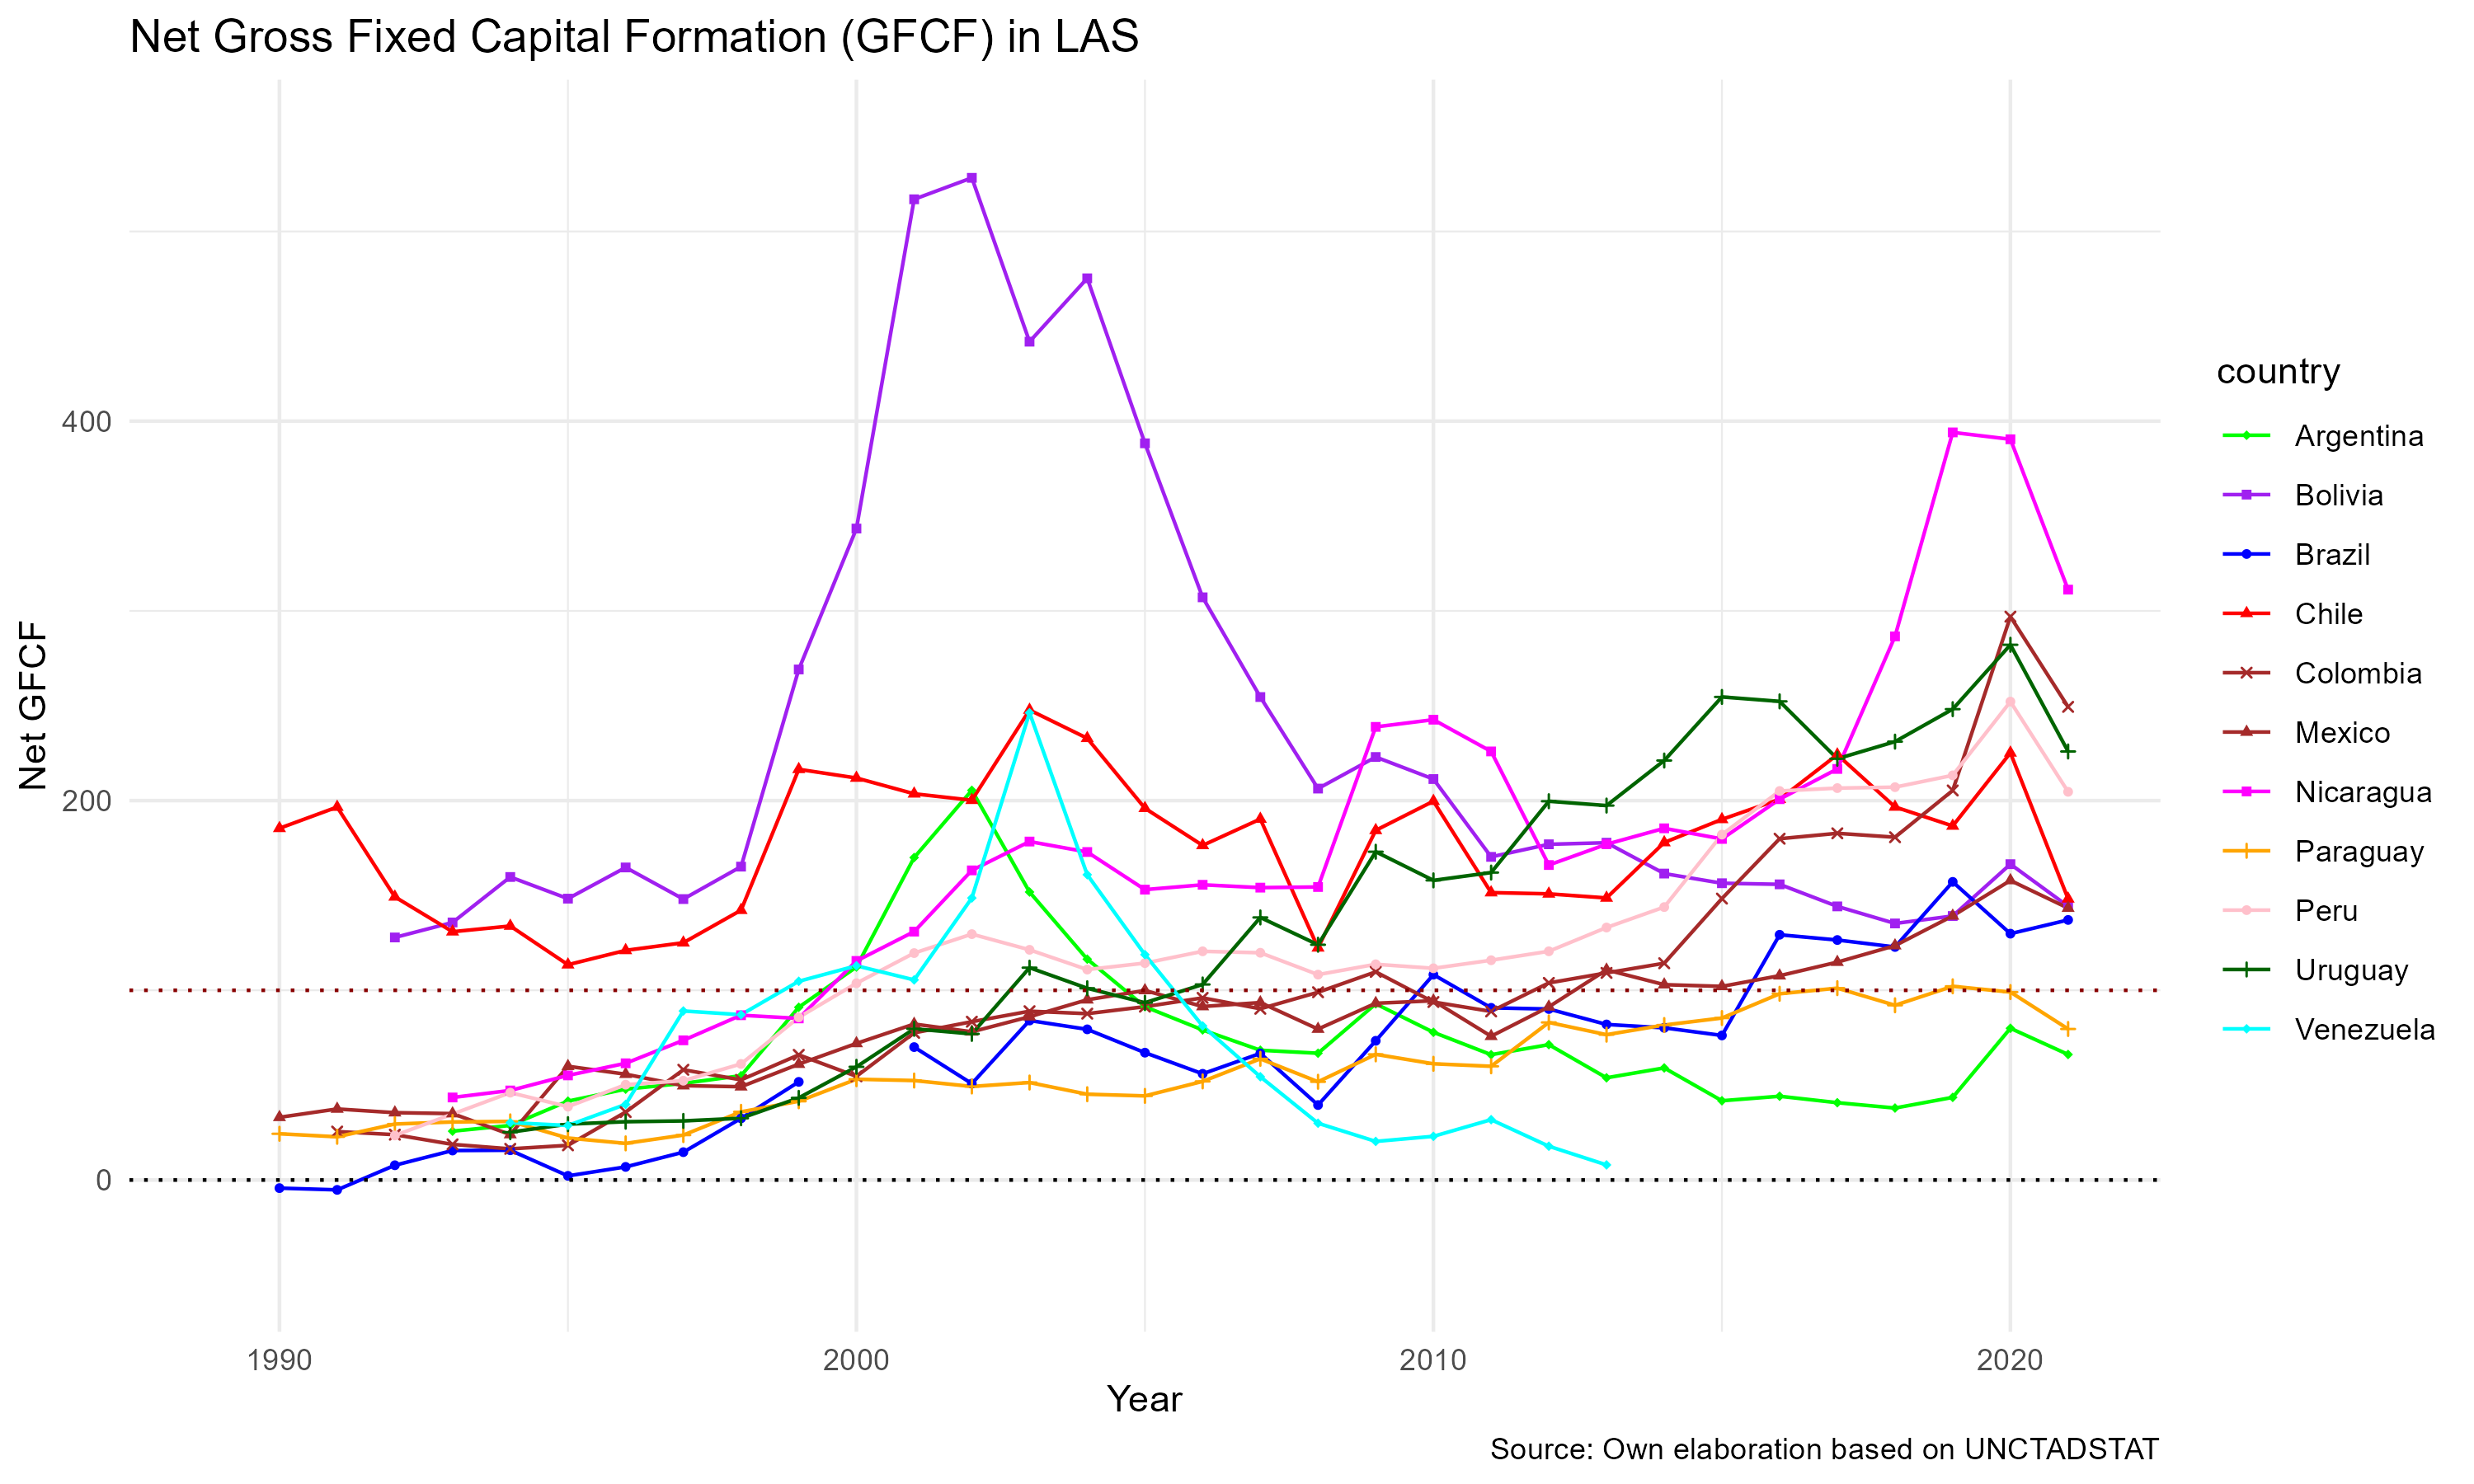 Net Gross Fixed Capital Formation (GFCF) in LAS
Net GFCF
400
200
0
1990 2000 2010 2020
Year
country
Argentina
Bolivia
Brazil
Chile
Colombia
Mexico
Nicaragua
Paraguay
Peru
Uruguay
Venezuela
Source: Own elaboration based on UNCTADSTAT